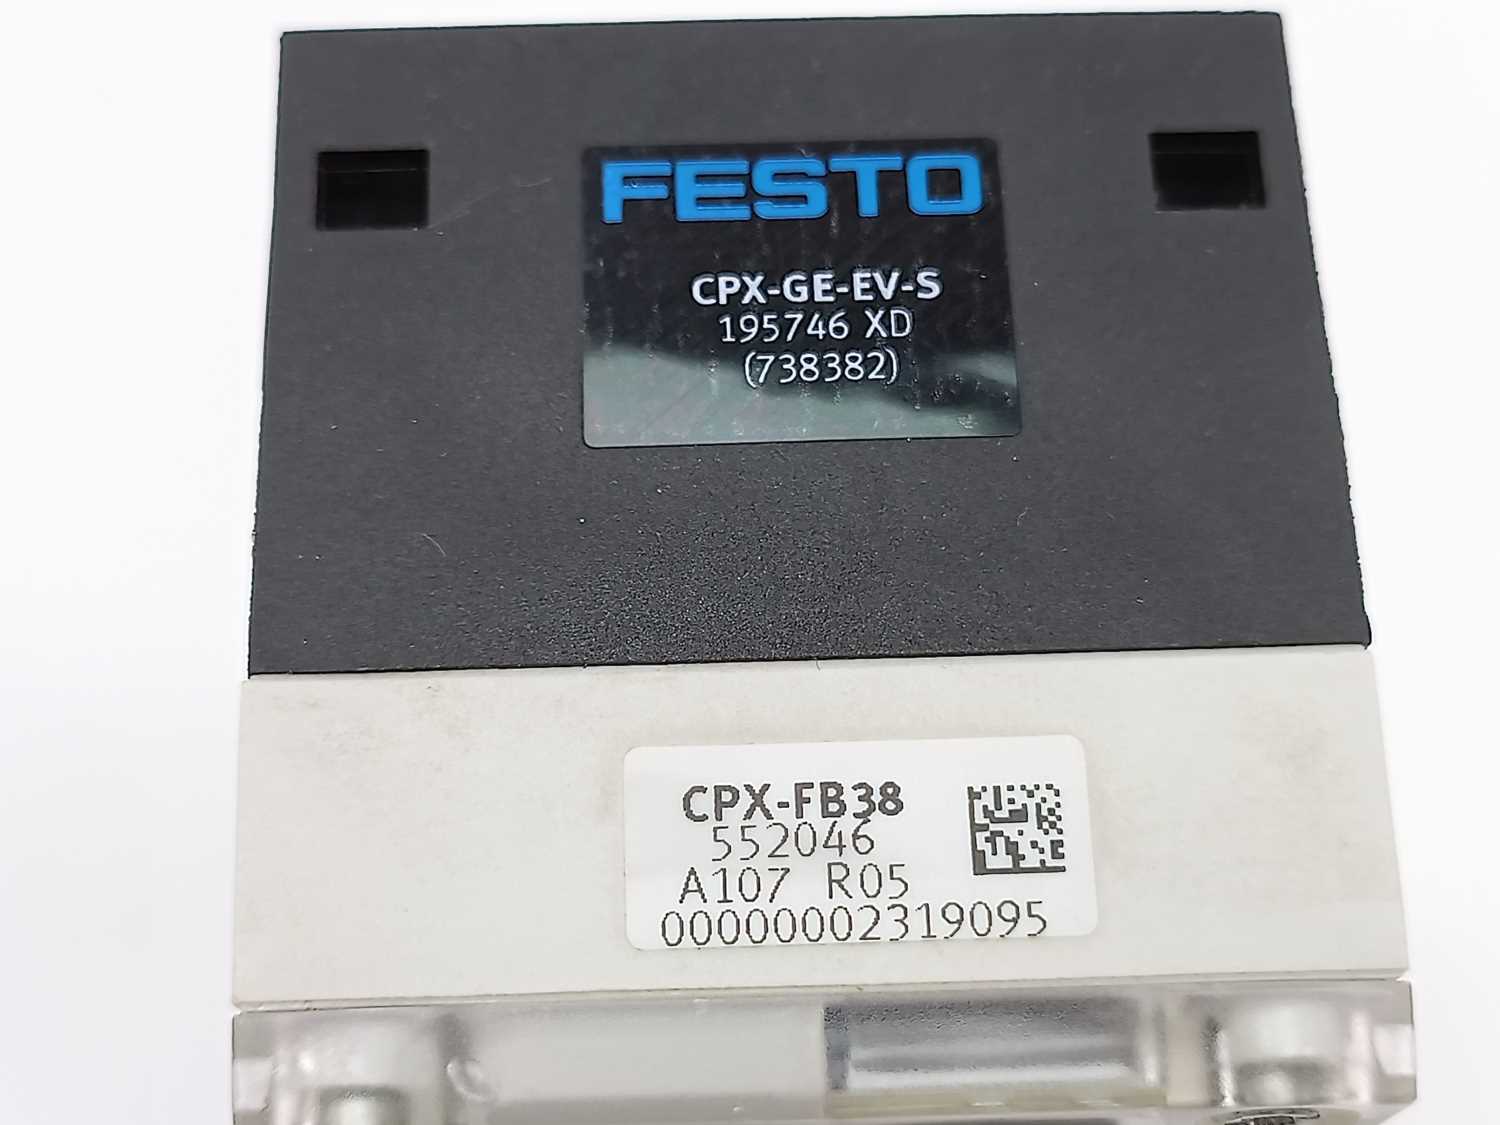 FESTO
CPX-GE-EV-S
195746 XD
(738382)
CPX-FB38
552046
A107 R05
00000002319095